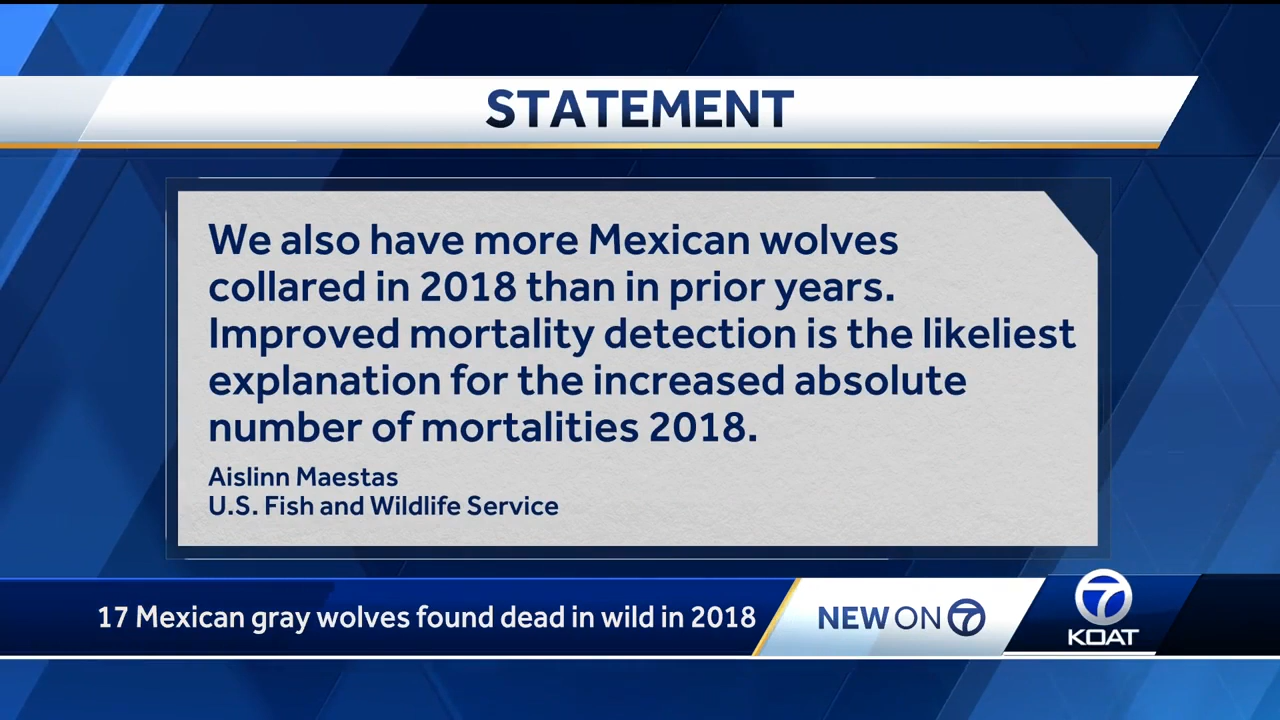 STATEMENT
We also have more Mexican wolves
collared in 2018 than in prior years.
Improved mortality detection is the likeliest
explanation for the increased absolute
number of mortalities 2018.
Aislinn Maestas
U.S. Fish and Wildlife Service
17 Mexican gray wolves found dead in wild in 2018
NEW ON 7
7
KOAT